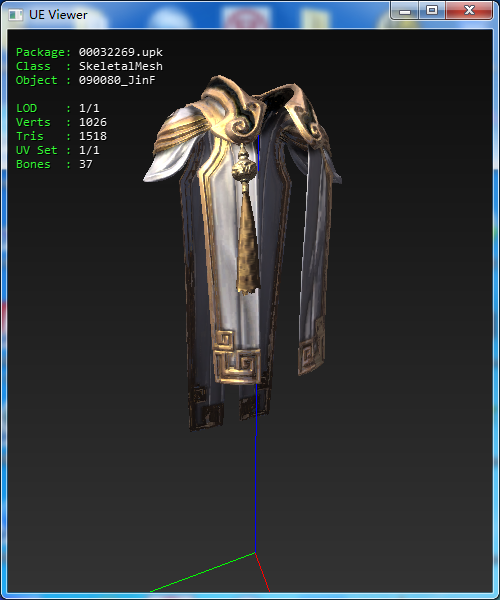 UE Viewer
Package: 00032269.upk
Class : SkeletalMesh
Object : 090080_JinF
LOD : 1/1
Verts : 1026
Tris : 1518
UV Set : 1/1
Bones : 37